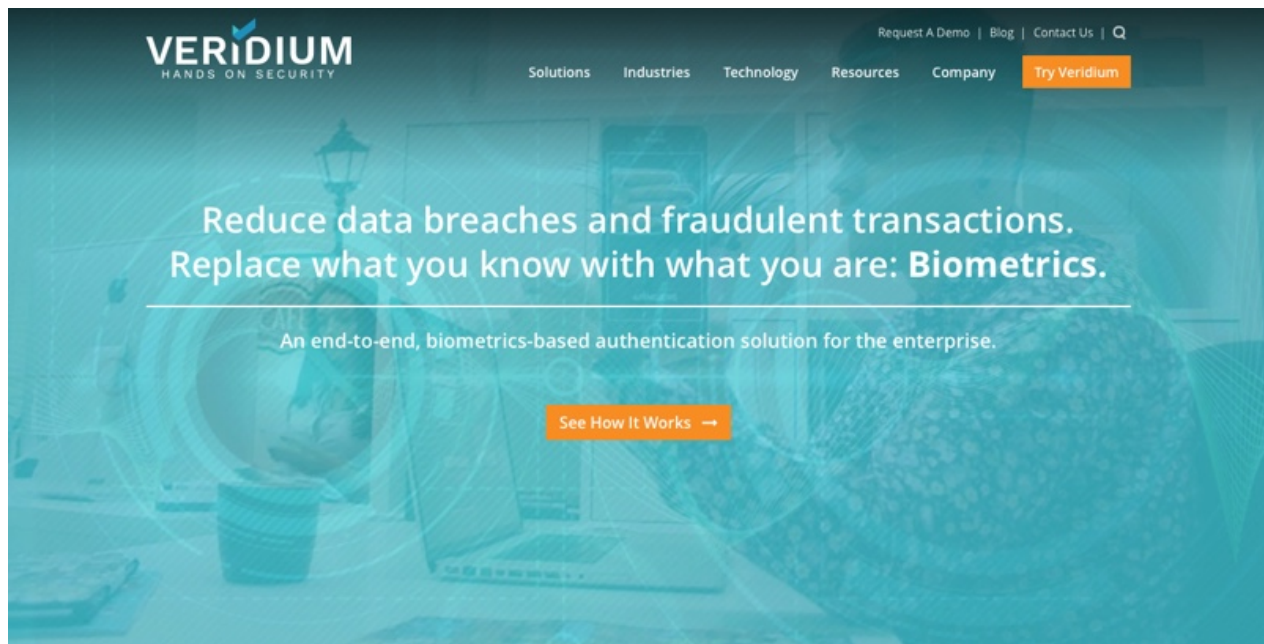 VERIDIUM
HANDS ON SECURITY
Request A Demo | Blog | Contact Us |
Solutions Industries Technology Resources Company Try Veridium
Reduce data breaches and fraudulent transactions.
Replace what you know with what you are: Biometrics.
An end-to-end, biometrics-based authentication solution for the enterprise.
See How It Works →